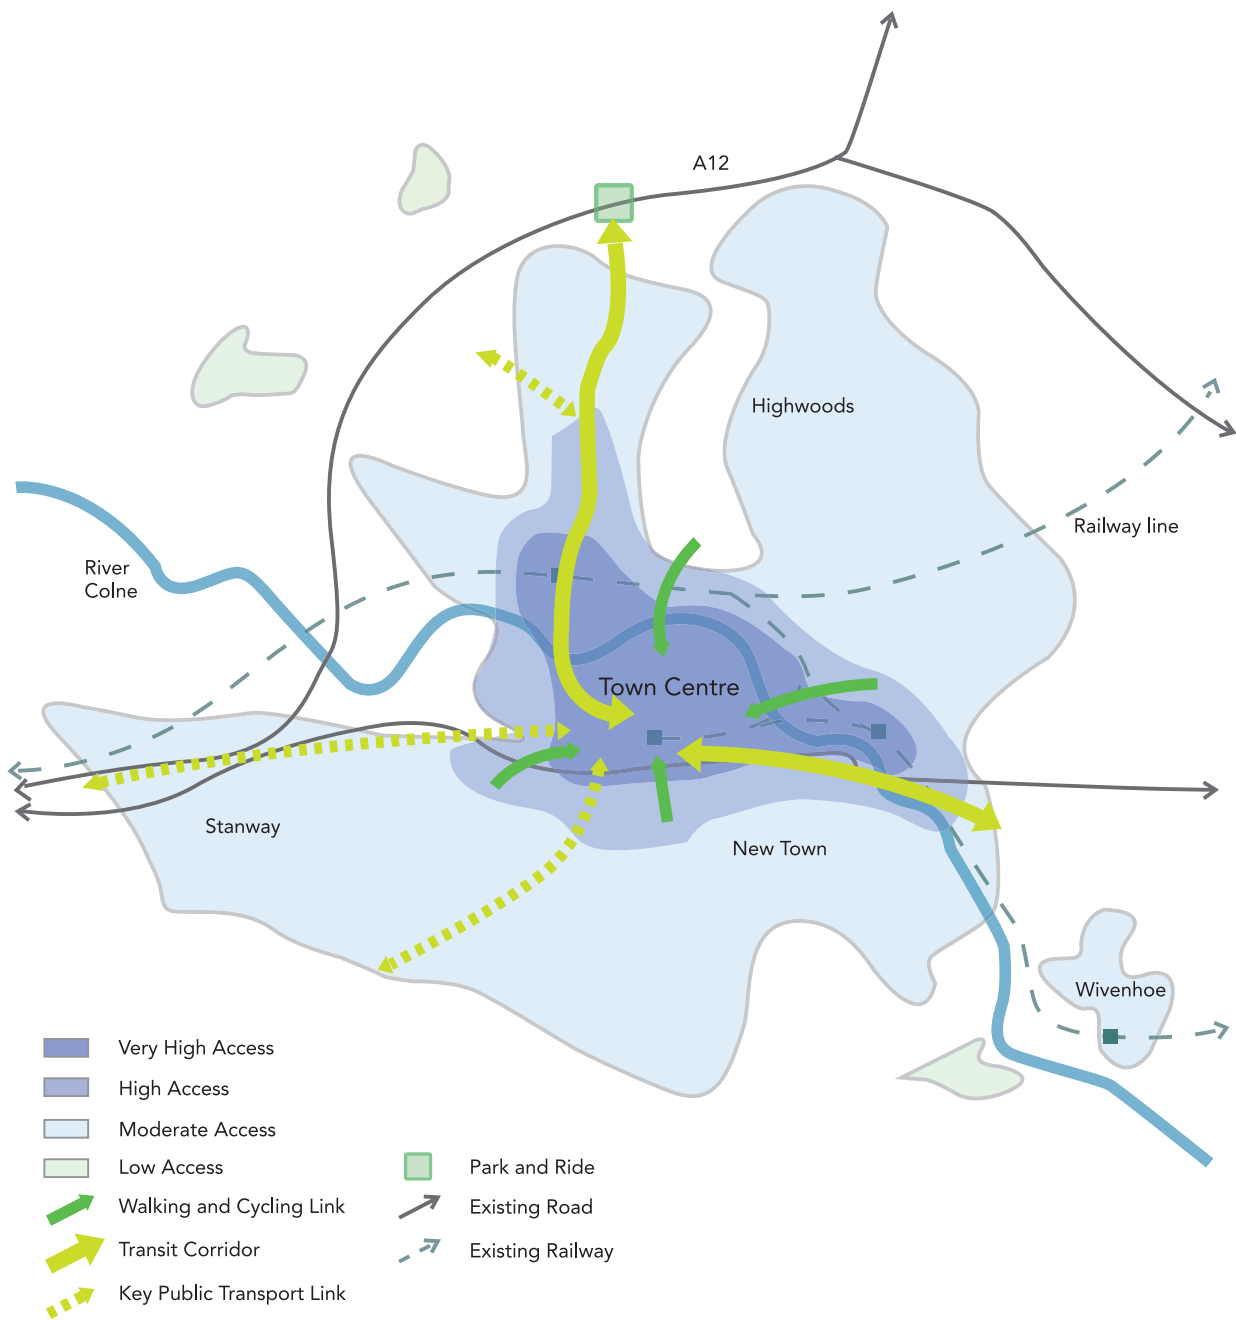 A12
Highwoods
Railway line
River
Colne
Town Centre
Stanway
New Town
Wivenhoe
Very High Access
High Access
Moderate Access
Low Access
Walking and Cycling Link
Transit Corridor
Key Public Transport Link
Park and Ride
Existing Road
Existing Railway